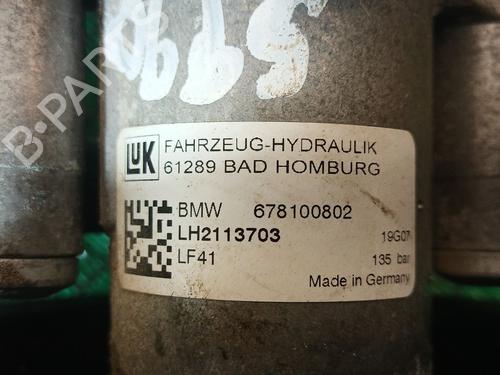 B-PARTS
LUK
FAHRZEUG-HYDRAULIK
61289 BAD HOMBURG
BMW 678100802
LH2113703 19G07
LF41 135 bar
Made in Germany